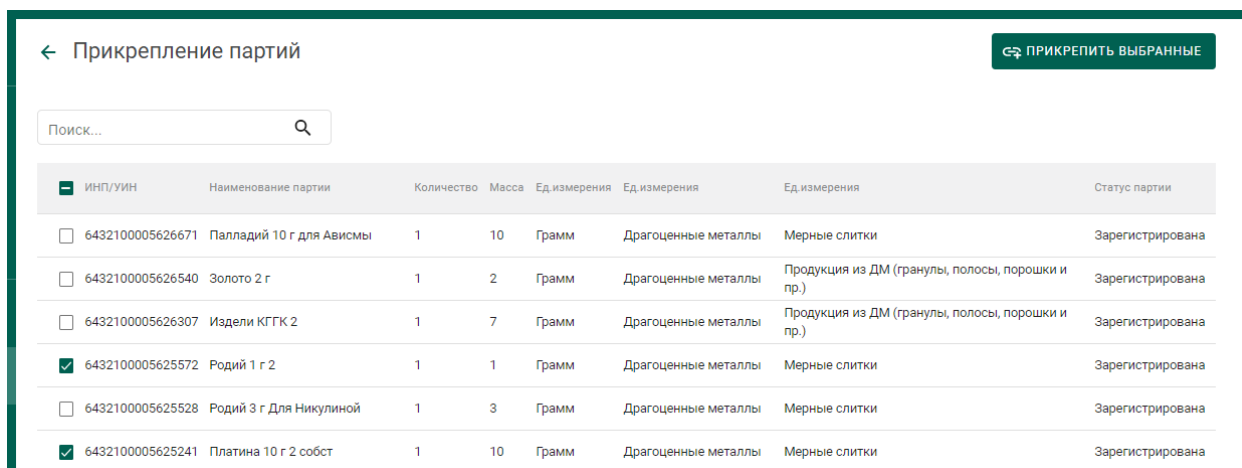 Прикрепление партий
ПРИКРЕПИТЬ ВЫБРАННЫЕ
Поиск...
ИНП/УИН Наименование партии Количество Масса Ед.измерения Ед.измерения Ед.измерения Статус партии
6432100005626671 Палладий 10 г для Ависмы 1 10 Грамм Драгоценные металлы Мерные слитки Зарегистрирована
6432100005626540 Золото 2 г 1 2 Грамм Драгоценные металлы Продукция из ДМ (гранулы, полосы, порошки и пр.) Зарегистрирована
6432100005626307 Издели КГГК 2 1 7 Грамм Драгоценные металлы Продукция из ДМ (гранулы, полосы, порошки и пр.) Зарегистрирована
6432100005625572 Родий 1 г 2 1 1 Грамм Драгоценные металлы Мерные слитки Зарегистрирована
6432100005625528 Родий 3 г Для Никулиной 1 3 Грамм Драгоценные металлы Мерные слитки Зарегистрирована
6432100005625241 Платина 10 г 2 собст 1 10 Грамм Драгоценные металлы Мерные слитки Зарегистрирована